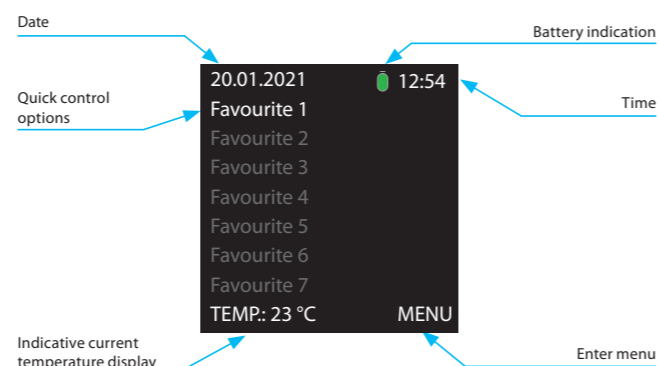 Date
Battery indication
20.01.2021 12:54
Quick control
options
Time
Favourite 1
Favourite 2
Favourite 3
Favourite 4
Favourite 5
Favourite 6
Favourite 7
TEMP.: 23 °C MENU
Indicative current
temperature display
Enter menu